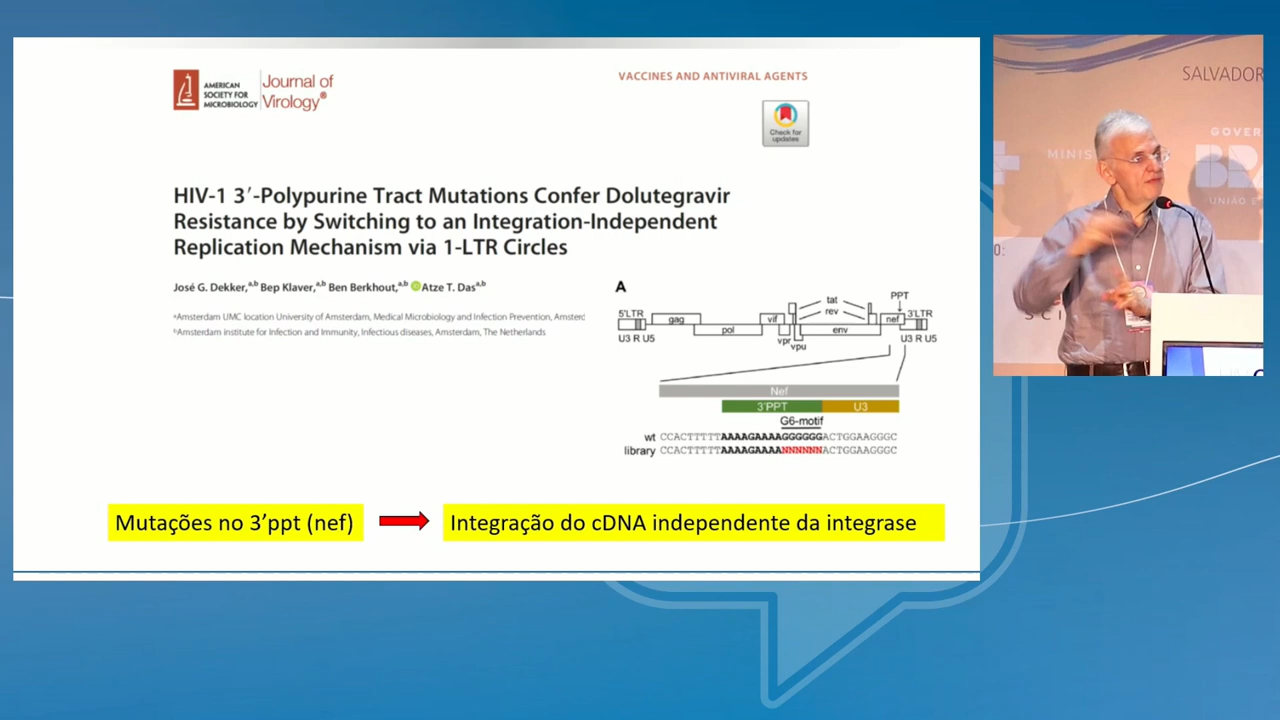 AMERICAN
SOCIETY FOR
MICROBIOLOGY
Journal of
Virology®
VACCINES AND ANTIVIRAL AGENTS
Check for
updates
HIV-1 3′-Polypurine Tract Mutations Confer Dolutegravir
Resistance by Switching to an Integration-Independent
Replication Mechanism via 1-LTR Circles
José G. Dekker,a,b Bep Klaver,a,b Ben Berkhout,a,b Atze T. Dasa,b
aAmsterdam UMC location University of Amsterdam, Medical Microbiology and Infection Prevention, Amsterd
bAmsterdam institute for Infection and Immunity, Infectious diseases, Amsterdam, The Netherlands
A
5'LTR
U3 R U5
gag
pol
vif
vpr
vpu
tat
rev
env
nef
PPT
3'LTR
U3 R U5
Nef
3'PPT
U3
G6-motif
wt CCACTTTTTAAAAGAAAAGGGGGGACTGGAAGGGC
library CCACTTTTTAAAAGAAAANNNNNNACTGGAAGGGC
Mutações no 3’ppt (nef)
Integração do cDNA independente da integrase
SALVADOR
GOVER
MINIS
BRA
UNIÃO E